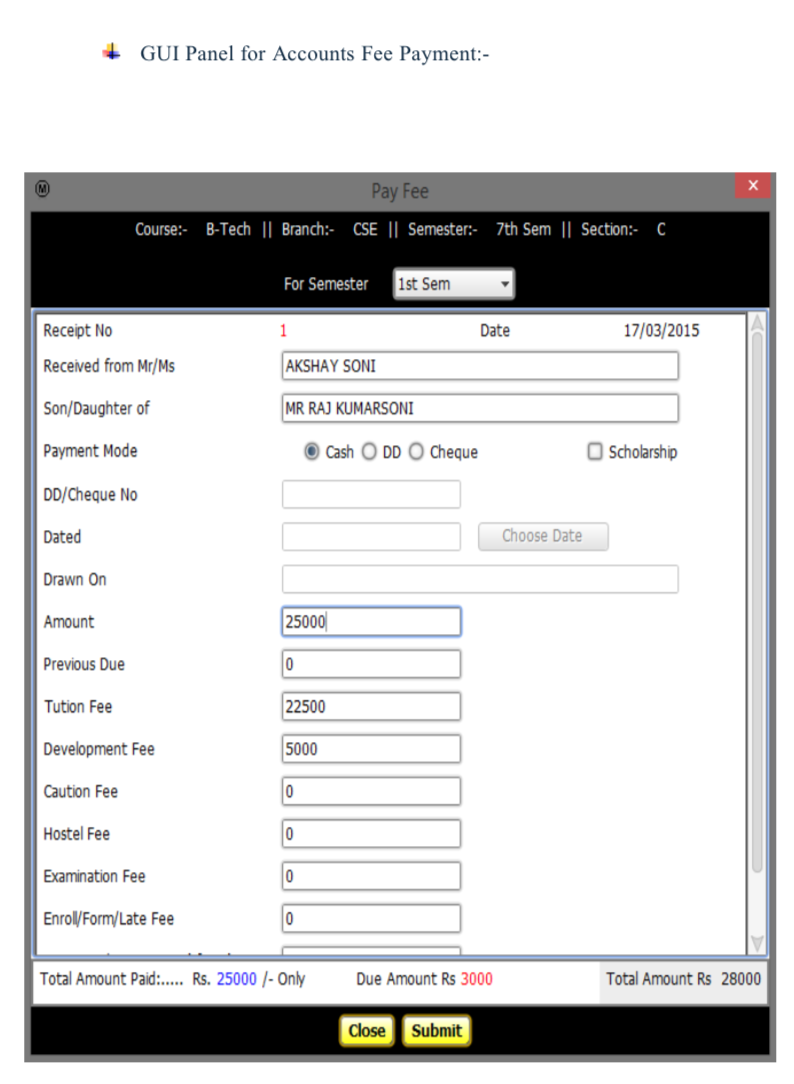 GUI Panel for Accounts Fee Payment:-
M Pay Fee x
Course:- B-Tech || Branch:- CSE || Semester:- 7th Sem || Section:- C
For Semester 1st Sem
Receipt No 1 Date 17/03/2015
Received from Mr/Ms AKSHAY SONI
Son/Daughter of MR RAJ KUMARSONI
Payment Mode Cash DD Cheque Scholarship
DD/Cheque No
Dated Choose Date
Drawn On
Amount 25000
Previous Due 0
Tution Fee 22500
Development Fee 5000
Caution Fee 0
Hostel Fee 0
Examination Fee 0
Enroll/Form/Late Fee 0
Total Amount Paid:..... Rs. 25000 /- Only Due Amount Rs 3000 Total Amount Rs 28000
Close Submit